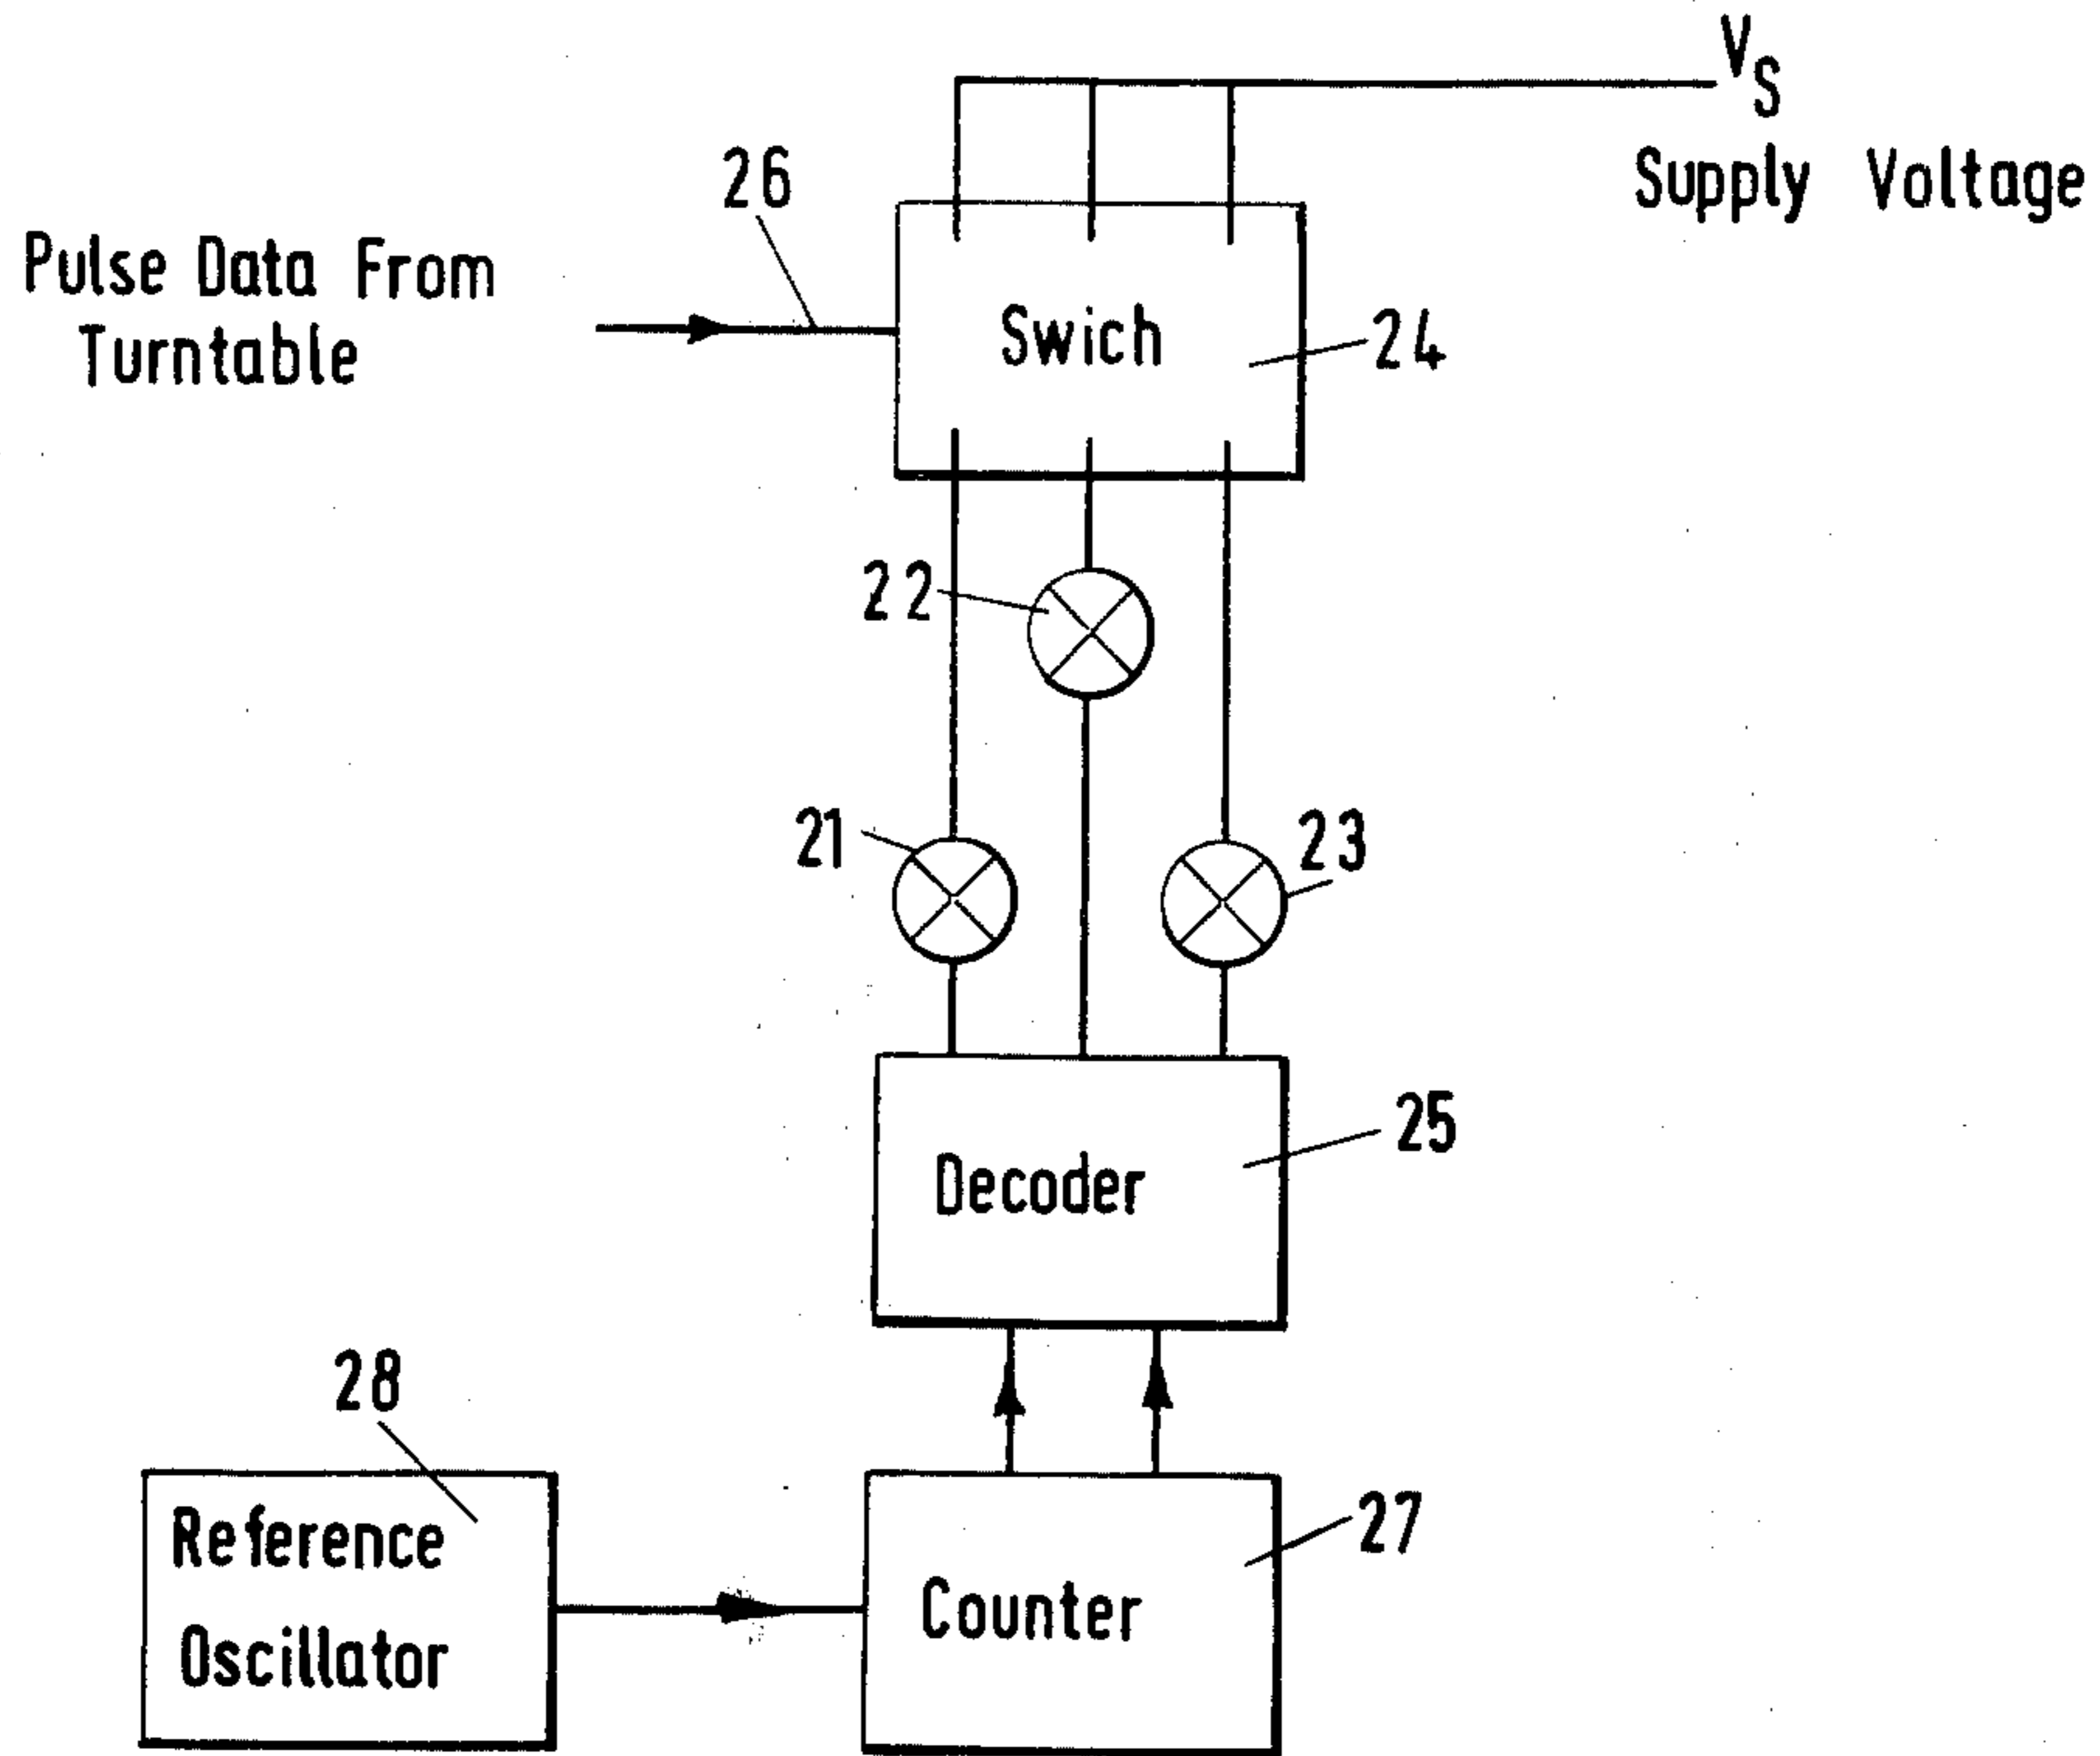 V
S
Supply Voltage
26
Pulse Data From
Turntable
Swich
24
22
21
23
25
Decoder
28
Reference
Oscillator
27
Counter